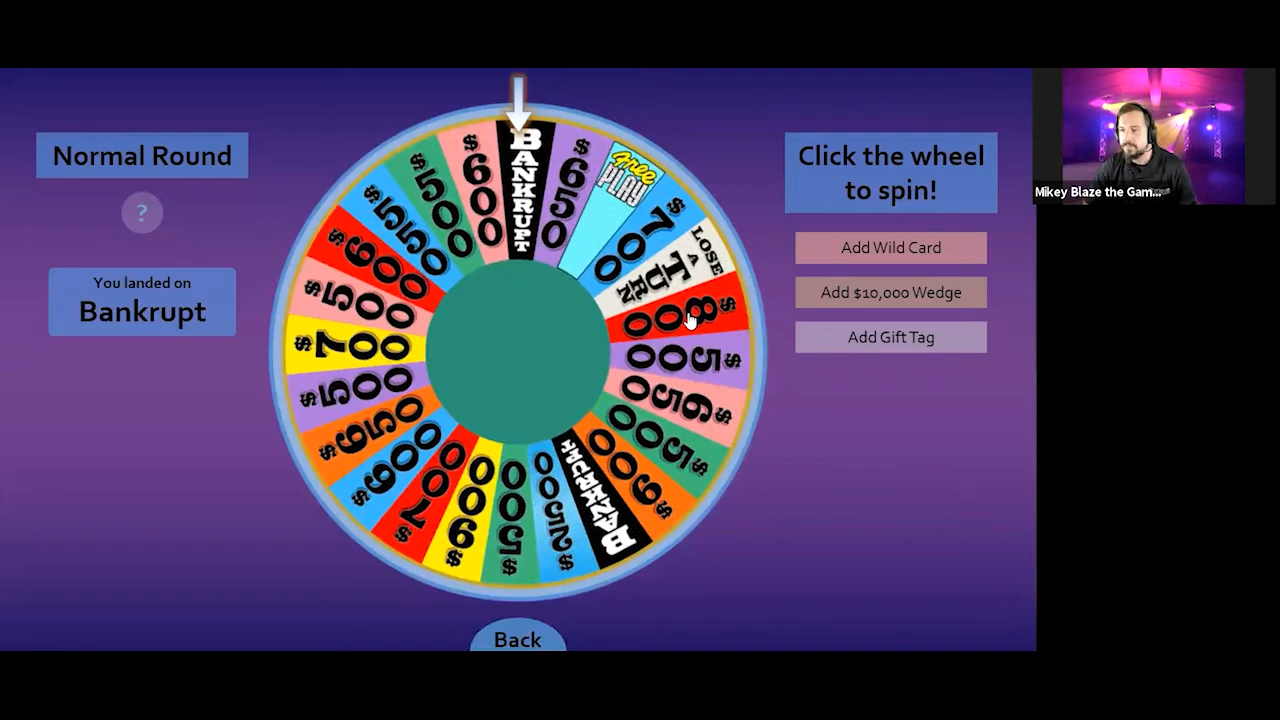 Normal Round
?
You landed on
Bankrupt
BANKRUPT
$650
Free
PLAY
$700
LOSE
A
TURN
$800
$500
$650
$500
$900
BANKRUPT
$2500
$500
$900
$700
$600
$650
$500
$700
$500
$600
$550
$500
$600
Click the wheel
to spin!
Add Wild Card
Add $10,000 Wedge
Add Gift Tag
Back
Mikey Blaze the Gam...